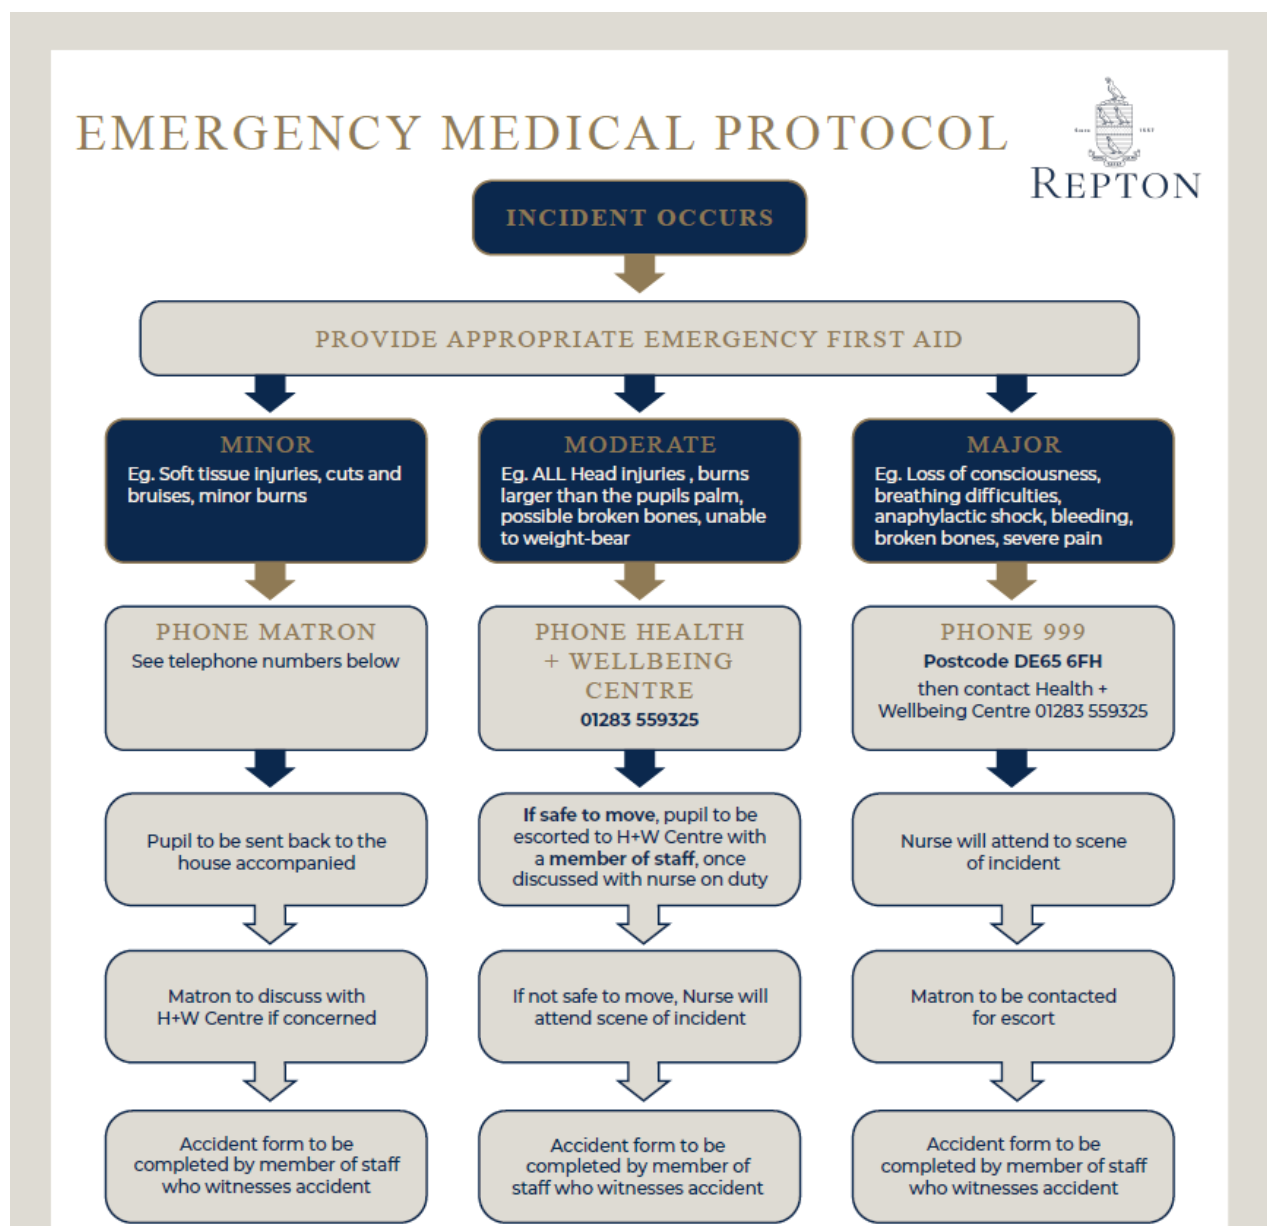 EMERGENCY MEDICAL PROTOCOL
REPTON
INCIDENT OCCURS
PROVIDE APPROPRIATE EMERGENCY FIRST AID
MINOR
Eg. Soft tissue injuries, cuts and
bruises, minor burns
MODERATE
Eg. ALL Head injuries , burns
larger than the pupils palm,
possible broken bones, unable
to weight-bear
MAJOR
Eg. Loss of consciousness,
breathing difficulties,
anaphylactic shock, bleeding,
broken bones, severe pain
PHONE MATRON
See telephone numbers below
PHONE HEALTH
+ WELLBEING
CENTRE
01283 559325
PHONE 999
Postcode DE65 6FH
then contact Health +
Wellbeing Centre 01283 559325
Pupil to be sent back to the
house accompanied
If safe to move, pupil to be
escorted to H+W Centre with
a member of staff, once
discussed with nurse on duty
Nurse will attend to scene
of incident
Matron to discuss with
H+W Centre if concerned
If not safe to move, Nurse will
attend scene of incident
Matron to be contacted
for escort
Accident form to be
completed by member of staff
who witnesses accident
Accident form to be
completed by member of
staff who witnesses accident
Accident form to be
completed by member of staff
who witnesses accident